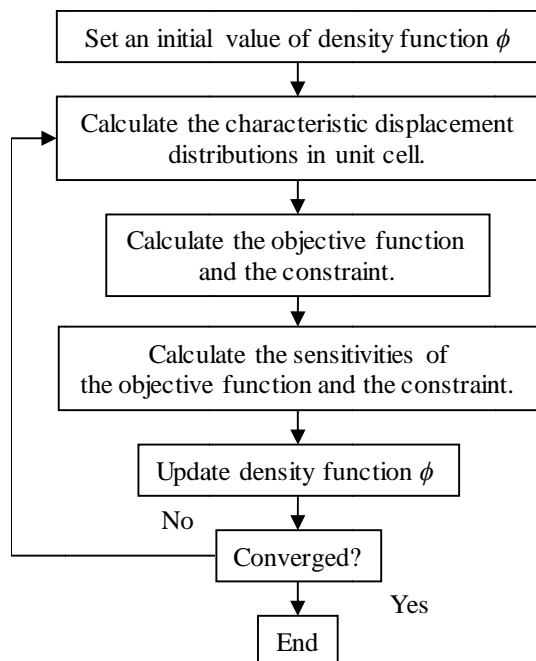 Set an initial value of density function ϕ
Calculate the characteristic displacement
distributions in unit cell.
Calculate the objective function
and the constraint.
Calculate the sensitivities of
the objective function and the constraint.
Update density function ϕ
No
Converged?
Yes
End